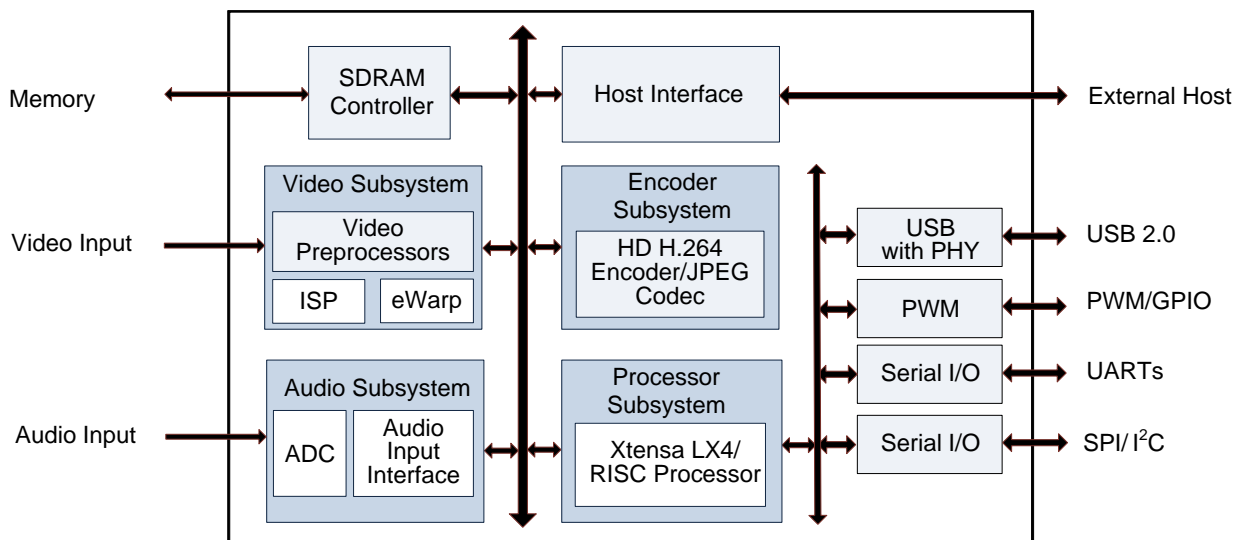 Memory
SDRAM
Controller
Host Interface
External Host
Video Input
Video Subsystem
Video
Preprocessors
ISP
eWarp
Encoder
Subsystem
HD H.264
Encoder/JPEG
Codec
USB
with PHY
USB 2.0
PWM
PWM/GPIO
Serial I/O
UARTs
Audio Input
Audio Subsystem
ADC
Audio
Input
Interface
Processor
Subsystem
Xtensa LX4/
RISC Processor
Serial I/O
SPI/ I²C